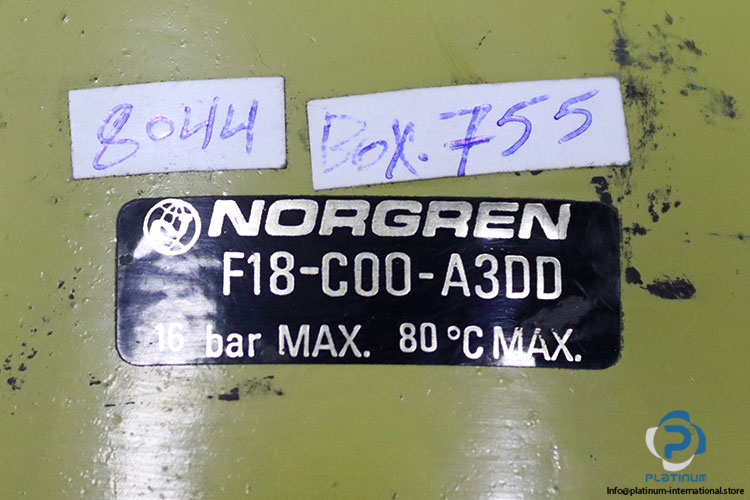 8044
Box.755
NORGREN
F18-C00-A3DD
16 bar MAX. 80 °C MAX.
PLATINUM
Info@platinum-international.store